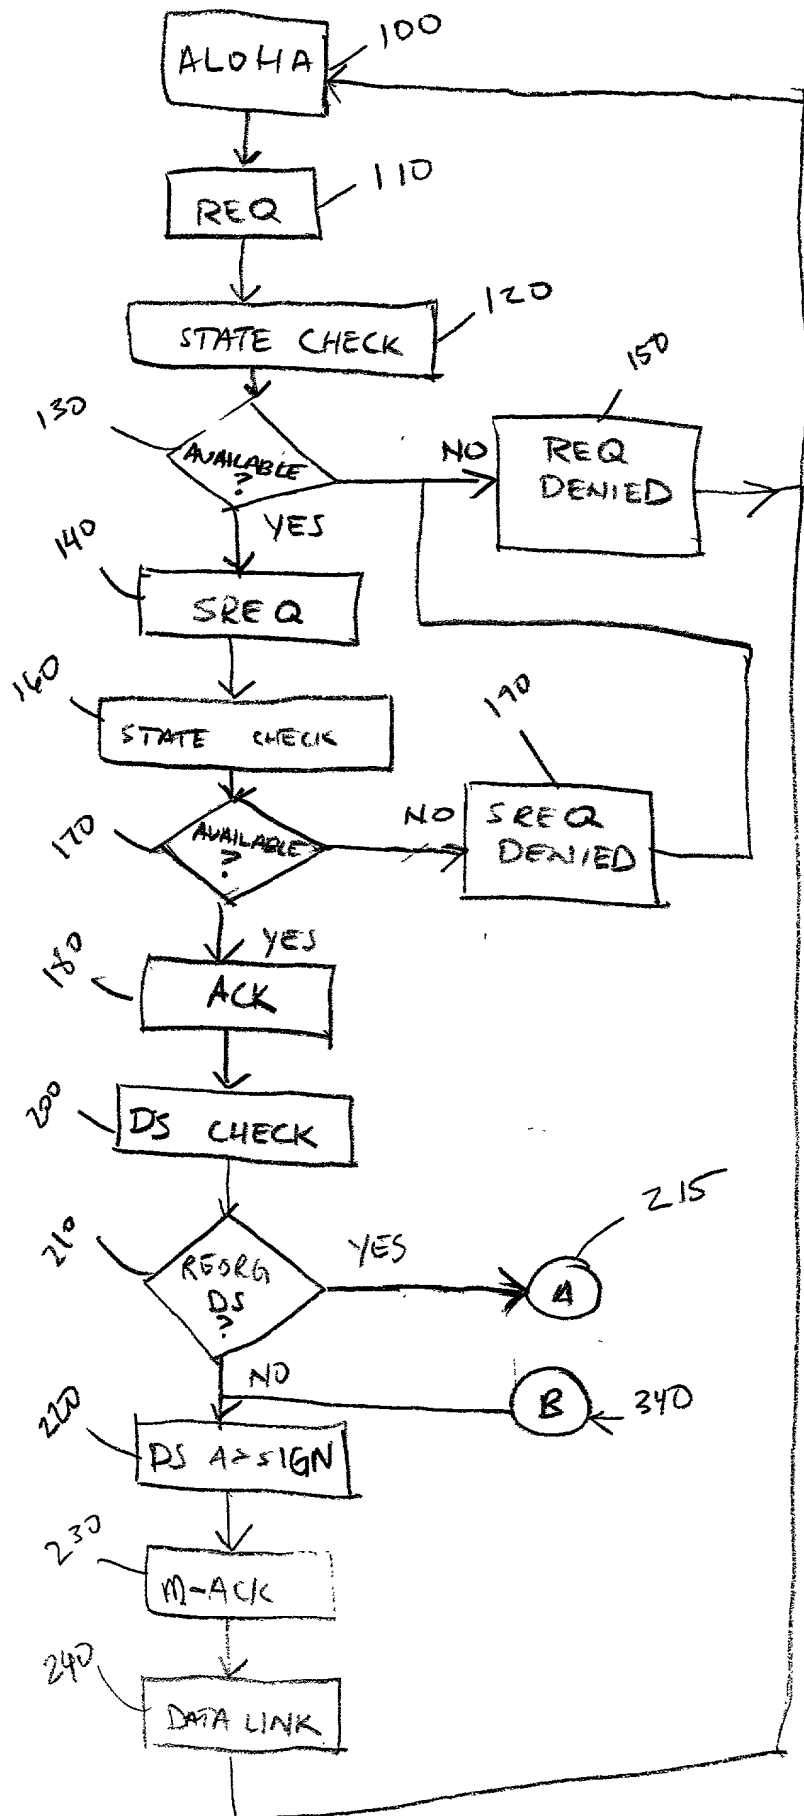 100
ALOHA
110
REQ
120
STATE CHECK
130
AVAILABLE
?
NO
150
REQ
DENIED
YES
140
SREQ
160
STATE CHECK
170
AVAILABLE
?
NO
190
SREQ
DENIED
YES
180
ACK
200
DS CHECK
210
REORG
DS
?
YES
215
A
NO
B
340
220
DS ASSIGN
230
M-ACK
240
DATA LINK